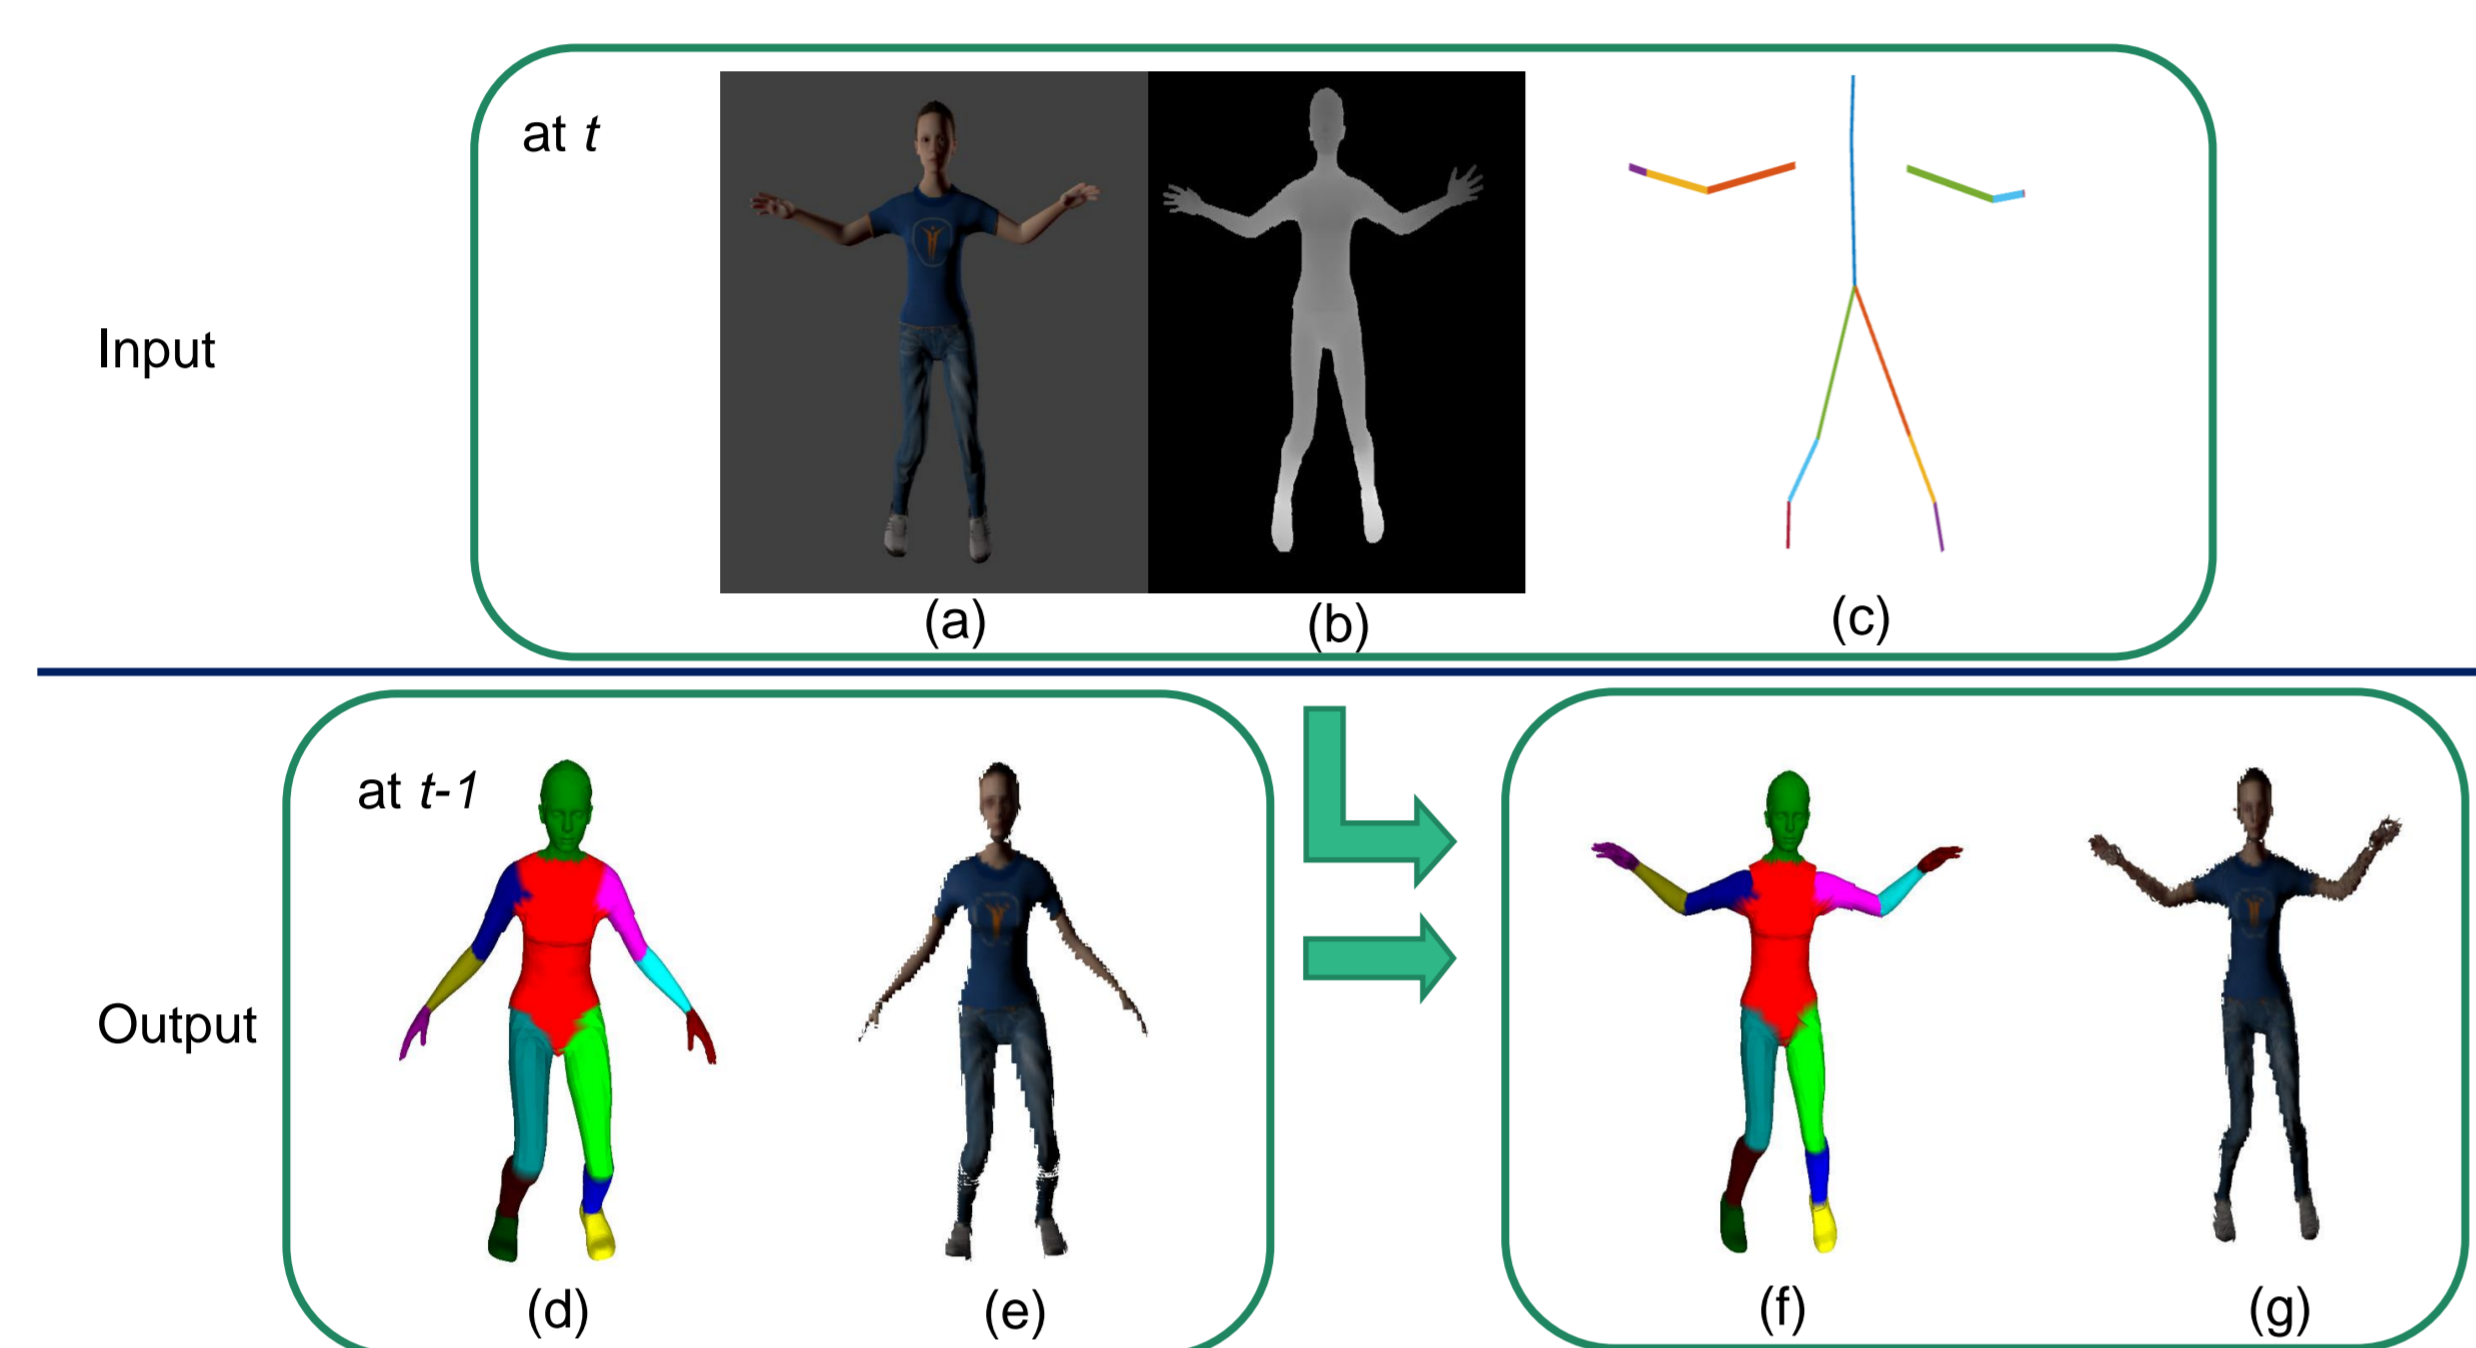 at t
Input
(a)
(b)
(c)
at t-1
Output
(d)
(e)
(f)
(g)